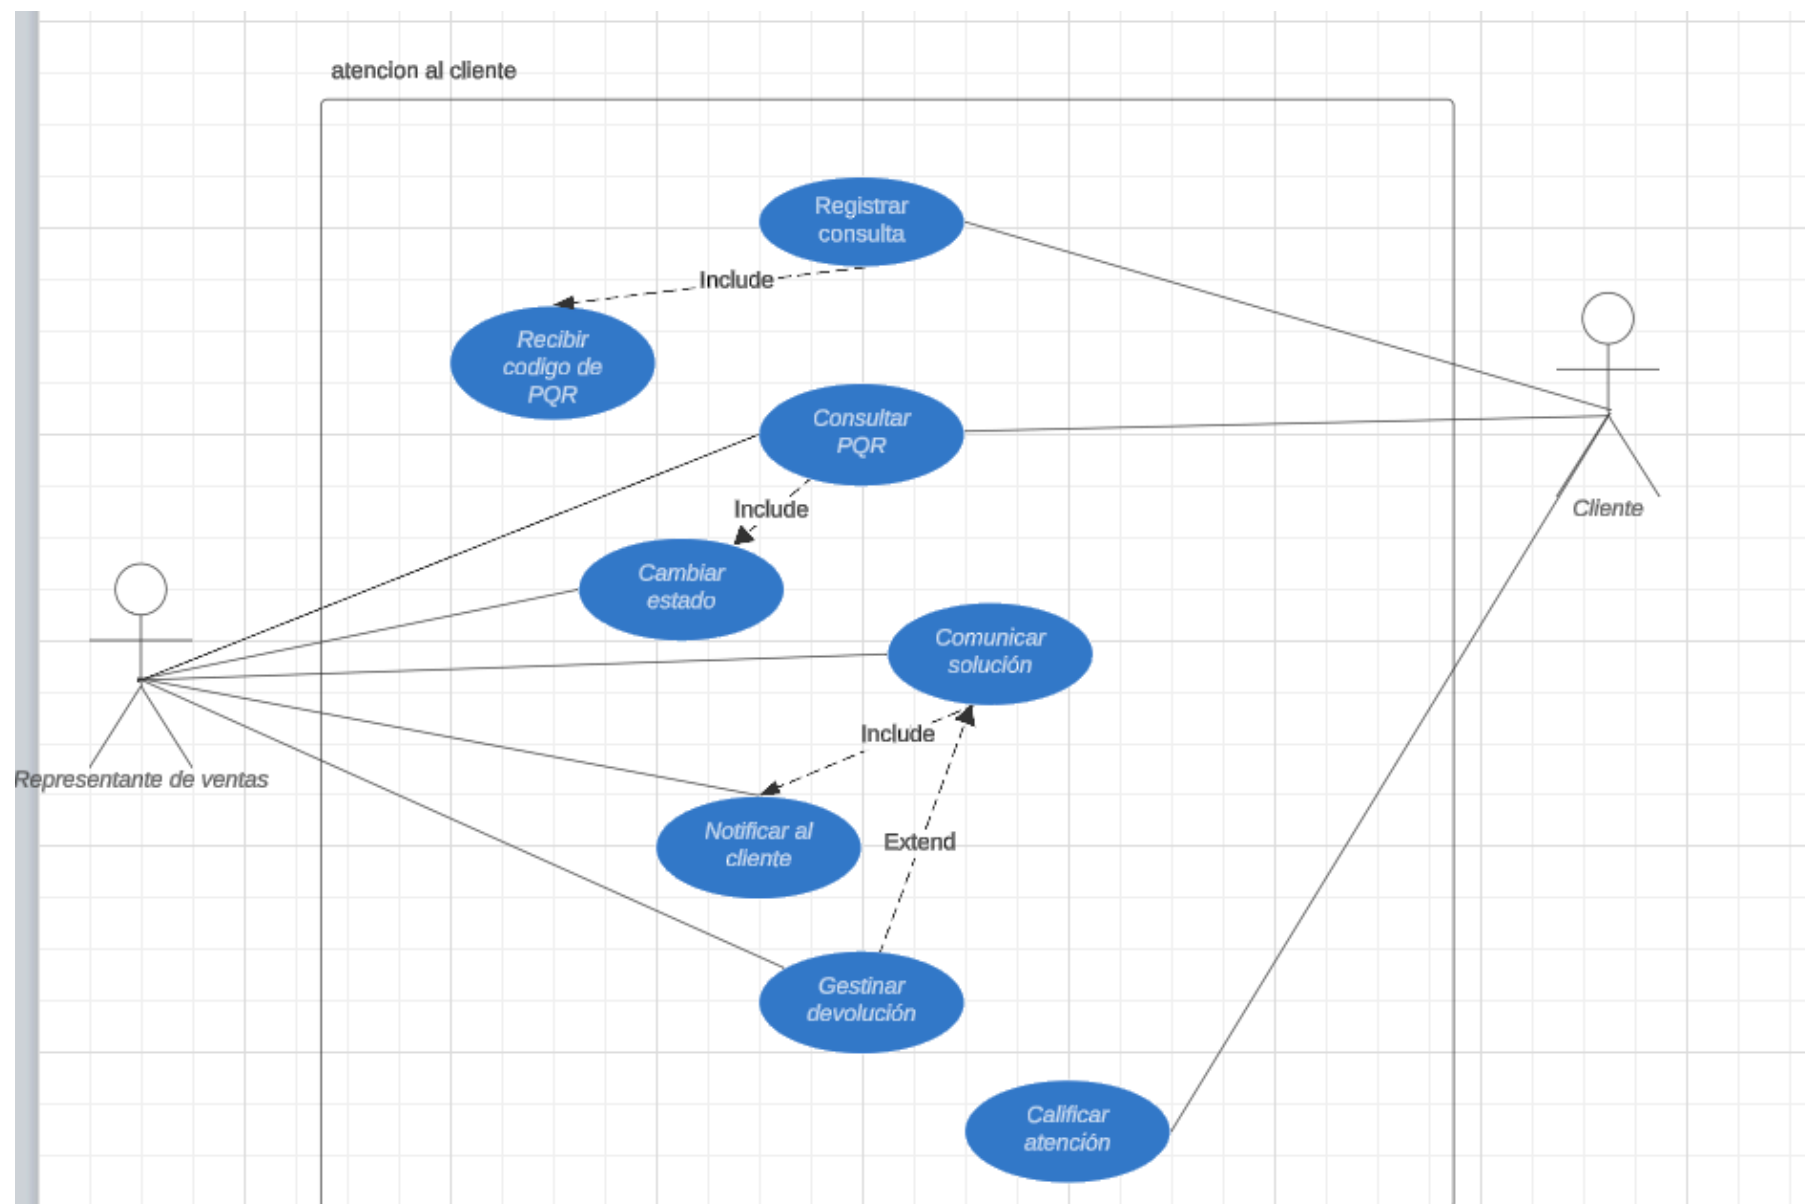 atencion al cliente
Registrar
consulta
Include
Recibir
codigo de
PQR
Consultar
PQR
Include
Cliente
Cambiar
estado
Comunicar
solución
Include
Representante de ventas
Notificar al
cliente
Extend
Gestinar
devolución
Calificar
atención